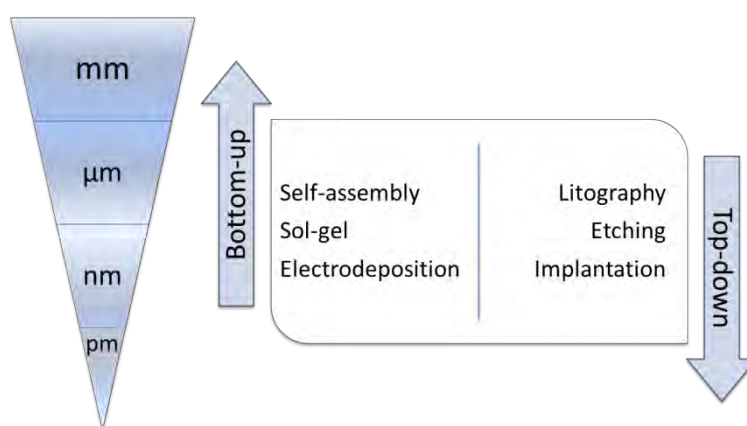 mm
µm
nm
pm
Bottom-up
Self-assembly
Sol-gel
Electrodeposition
Litography
Etching
Implantation
Top-down